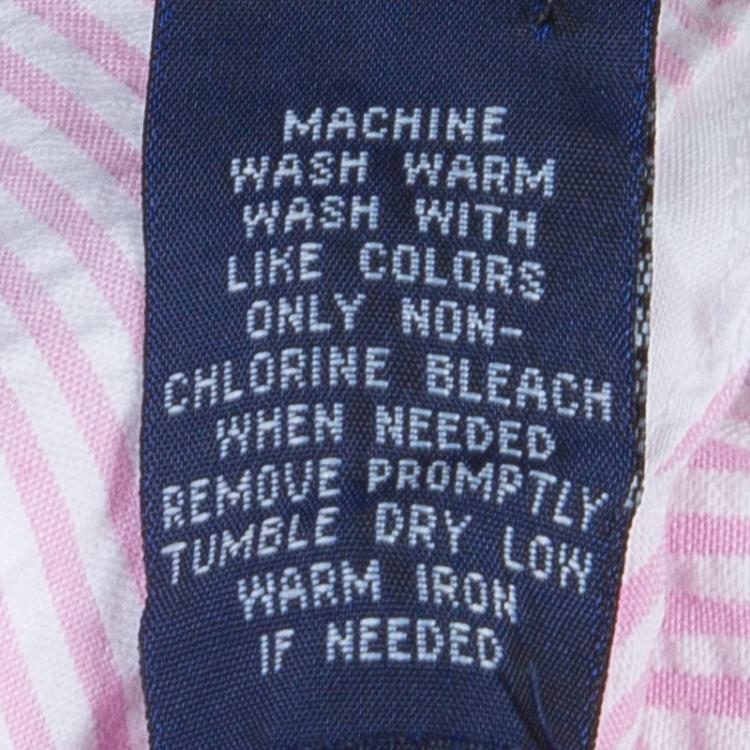 MACHINE
WASH WARM
WASH WITH
LIKE COLORS
ONLY NON-
CHLORINE BLEACH
WHEN NEEDED
REMOVE PROMPTLY
TUMBLE DRY LOW
WARM IRON
IF NEEDED